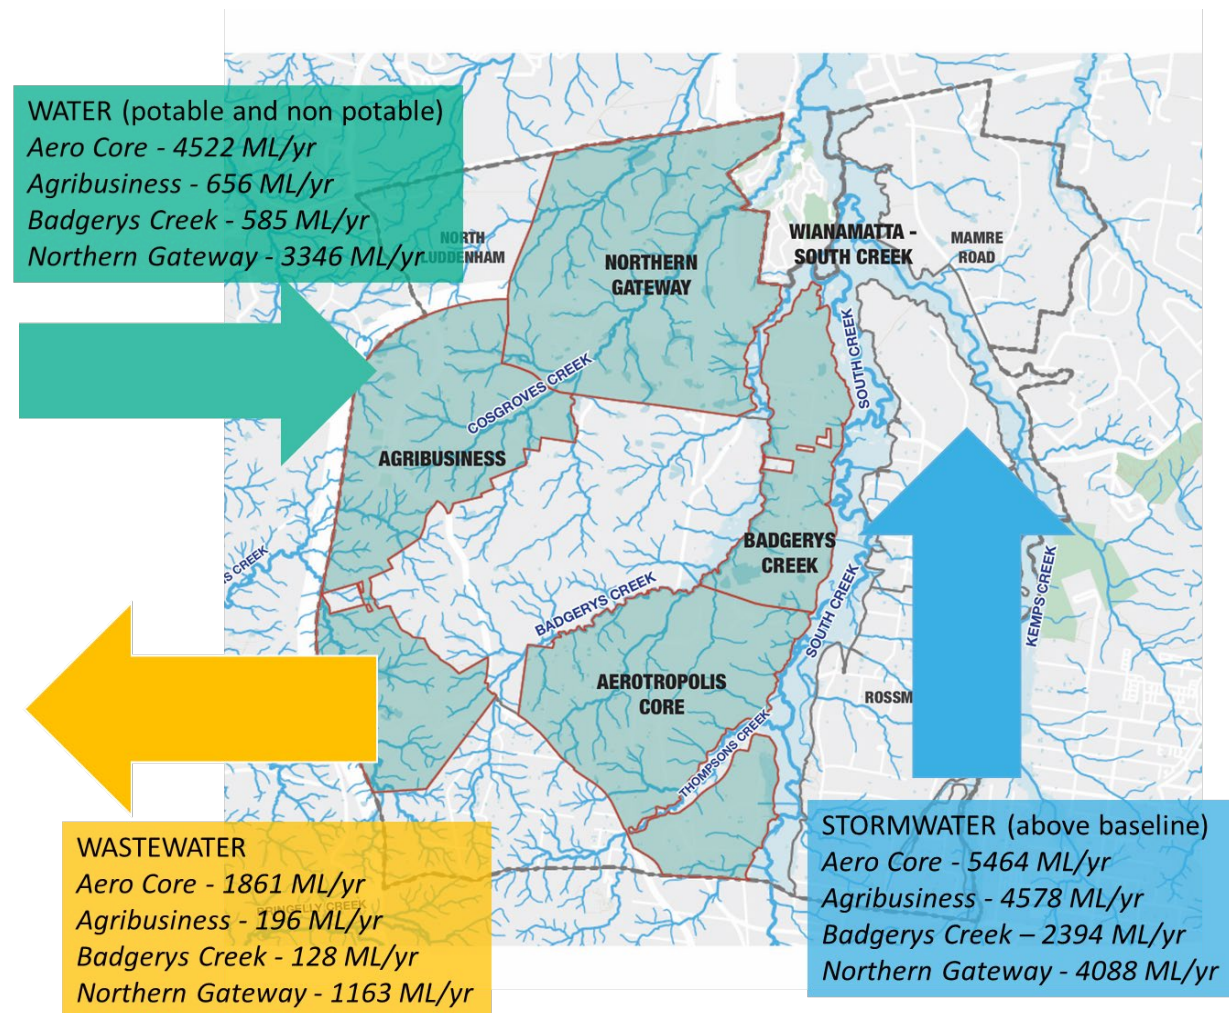 WATER (potable and non potable)
Aero Core - 4522 ML/yr
Agribusiness - 656 ML/yr
Badgerys Creek - 585 ML/yr
Northern Gateway - 3346 ML/yr
NORTH
LUDDENHAM
NORTHERN
GATEWAY
WIANAMATTA -
SOUTH CREEK
MAMRE
ROAD
COSGROVES CREEK
SOUTH CREEK
AGRIBUSINESS
BADGERYS
CREEK
S CREEK
BADGERYS CREEK
SOUTH CREEK
KEMPS CREEK
AEROTROPOLIS
CORE
ROSSM
THOMPSONS CREEK
WASTEWATER
Aero Core - 1861 ML/yr
Agribusiness - 196 ML/yr
Badgerys Creek - 128 ML/yr
Northern Gateway - 1163 ML/yr
STORMWATER (above baseline)
Aero Core - 5464 ML/yr
Agribusiness - 4578 ML/yr
Badgerys Creek – 2394 ML/yr
Northern Gateway - 4088 ML/yr